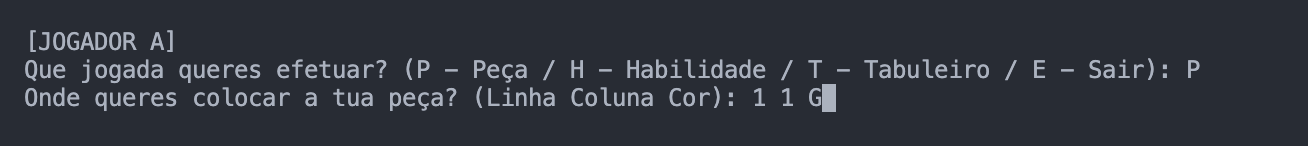 [JOGADOR A]
Que jogada queres efetuar? (P - Peça / H - Habilidade / T - Tabuleiro / E - Sair): P
Onde queres colocar a tua peça? (Linha Coluna Cor): 1 1 G